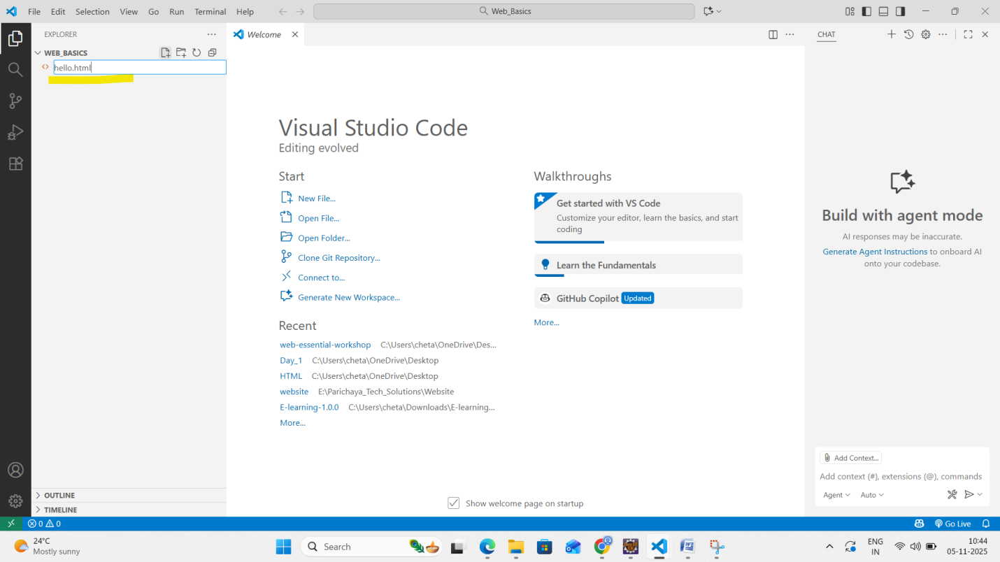 File Edit Selection View Go Run Terminal Help
Web_Basics
EXPLORER
WEB_BASICS
hello.html
OUTLINE
TIMELINE
Welcome
Visual Studio Code
Editing evolved
Start
New File...
Open File...
Open Folder...
Clone Git Repository...
Connect to...
Generate New Workspace...
Recent
web-essential-workshop C:\Users\cheta\OneDrive\Des...
Day_1 C:\Users\cheta\OneDrive\Desktop
HTML C:\Users\cheta\OneDrive\Desktop
website E:\Parichaya_Tech_Solutions\Website
E-learning-1.0.0 C:\Users\cheta\Downloads\E-learning...
More...
Walkthroughs
Get started with VS Code
Customize your editor, learn the basics, and start
coding
Learn the Fundamentals
GitHub Copilot Updated
More...
Show welcome page on startup
CHAT
Build with agent mode
AI responses may be inaccurate.
Generate Agent Instructions to onboard AI
onto your codebase.
Add Context...
Add context (#), extensions (@), commands
Agent Auto
0 0
Go Live
24°C
Mostly sunny
Search
ENG
IN
10:44
05-11-2025